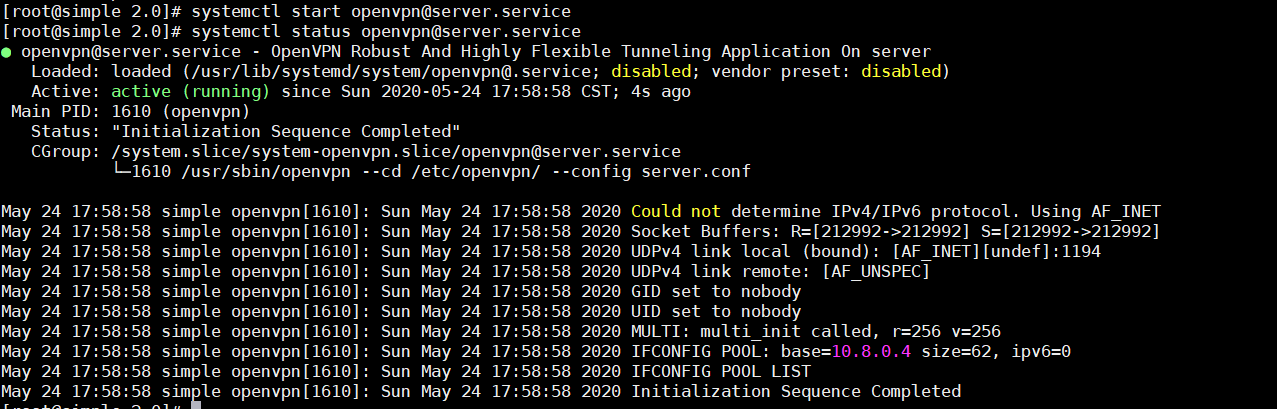 [root@simple 2.0]# systemctl start openvpn@server.service
[root@simple 2.0]# systemctl status openvpn@server.service
● openvpn@server.service - OpenVPN Robust And Highly Flexible Tunneling Application On server
   Loaded: loaded (/usr/lib/systemd/system/openvpn@.service; disabled; vendor preset: disabled)
   Active: active (running) since Sun 2020-05-24 17:58:58 CST; 4s ago
 Main PID: 1610 (openvpn)
   Status: "Initialization Sequence Completed"
   CGroup: /system.slice/system-openvpn.slice/openvpn@server.service
           └─1610 /usr/sbin/openvpn --cd /etc/openvpn/ --config server.conf
May 24 17:58:58 simple openvpn[1610]: Sun May 24 17:58:58 2020 Could not determine IPv4/IPv6 protocol. Using AF_INET
May 24 17:58:58 simple openvpn[1610]: Sun May 24 17:58:58 2020 Socket Buffers: R=[212992->212992] S=[212992->212992]
May 24 17:58:58 simple openvpn[1610]: Sun May 24 17:58:58 2020 UDPv4 link local (bound): [AF_INET][undef]:1194
May 24 17:58:58 simple openvpn[1610]: Sun May 24 17:58:58 2020 UDPv4 link remote: [AF_UNSPEC]
May 24 17:58:58 simple openvpn[1610]: Sun May 24 17:58:58 2020 GID set to nobody
May 24 17:58:58 simple openvpn[1610]: Sun May 24 17:58:58 2020 UID set to nobody
May 24 17:58:58 simple openvpn[1610]: Sun May 24 17:58:58 2020 MULTI: multi_init called, r=256 v=256
May 24 17:58:58 simple openvpn[1610]: Sun May 24 17:58:58 2020 IFCONFIG POOL: base=10.8.0.4 size=62, ipv6=0
May 24 17:58:58 simple openvpn[1610]: Sun May 24 17:58:58 2020 IFCONFIG POOL LIST
May 24 17:58:58 simple openvpn[1610]: Sun May 24 17:58:58 2020 Initialization Sequence Completed
[root@simple 2.0]#